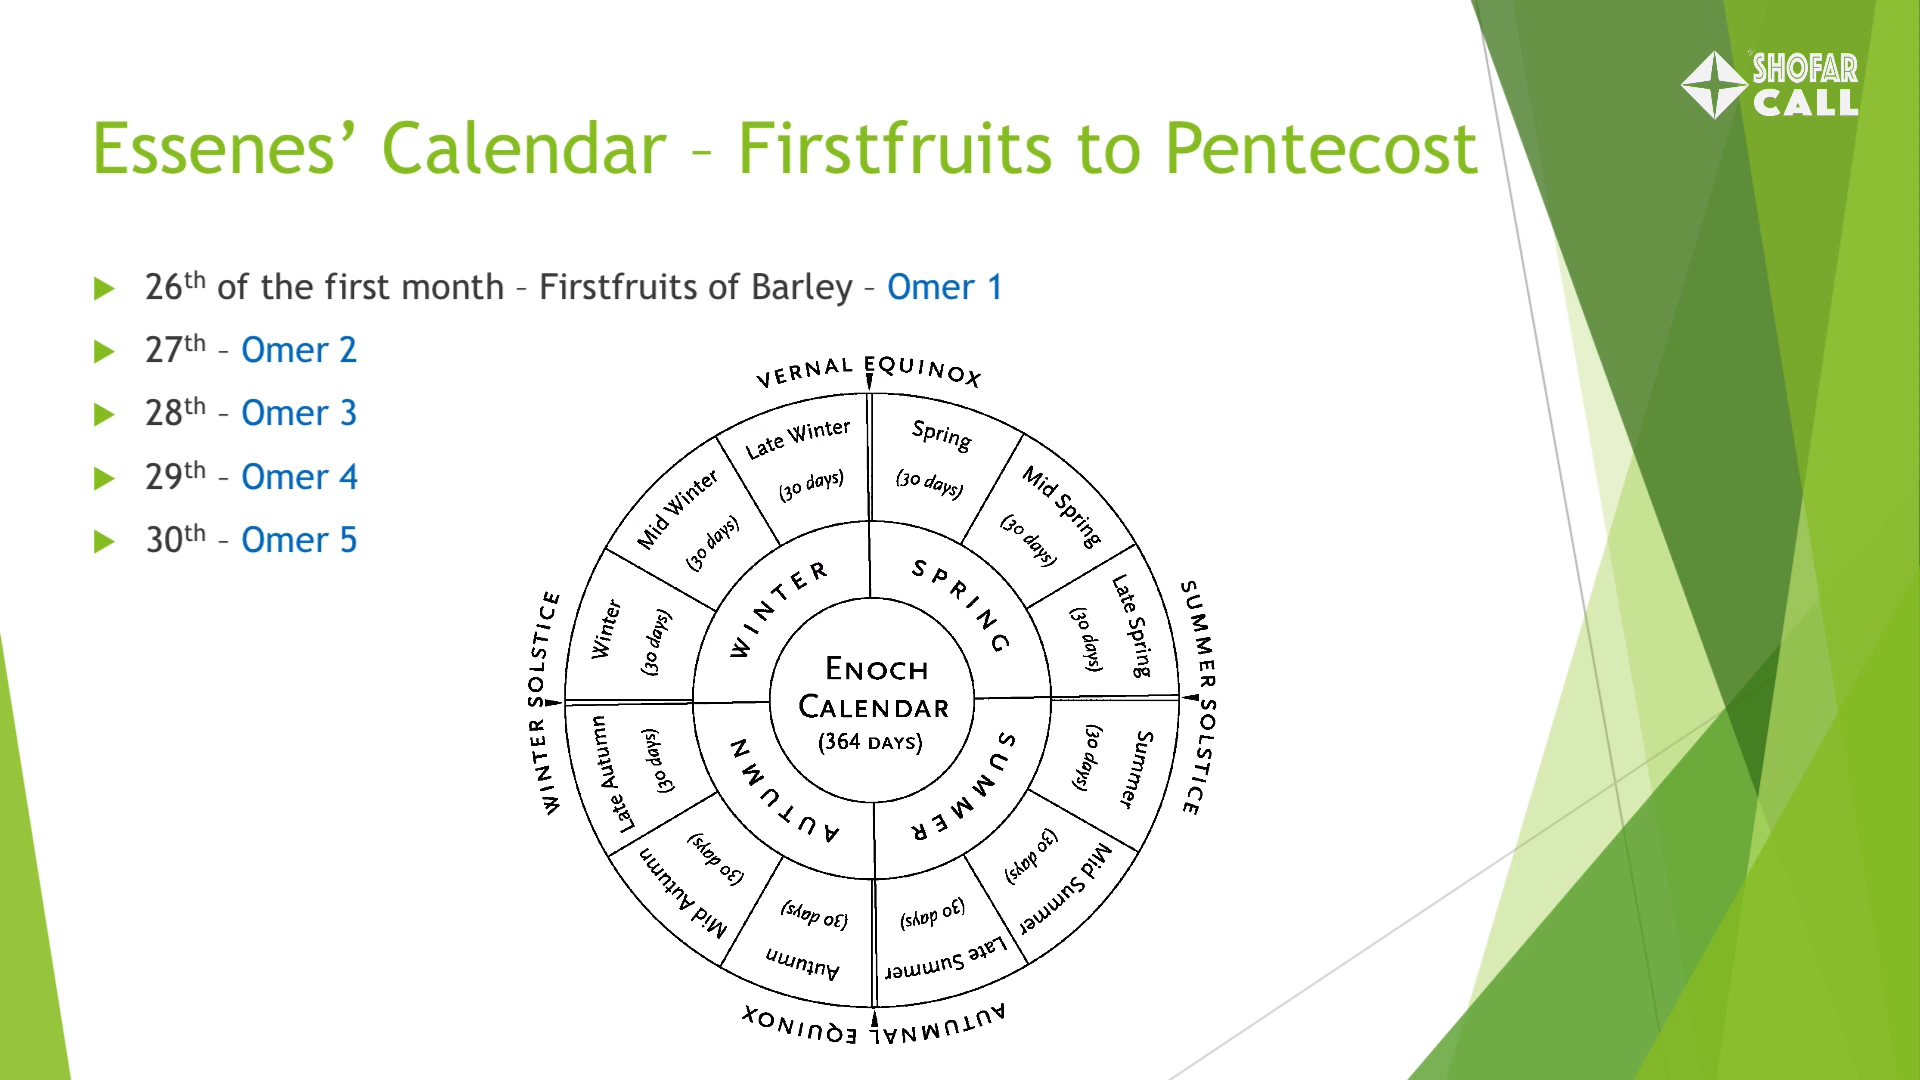 SHOFAR
CALL
Essenes’ Calendar – Firstfruits to Pentecost
26th of the first month – Firstfruits of Barley – Omer 1
27th – Omer 2
28th – Omer 3
29th – Omer 4
30th – Omer 5
VERNAL EQUINOX
Spring
(30 days)
Mid Spring
(30 days)
Late Spring
(30 days)
SUMMER SOLSTICE
Summer
(30 days)
Mid Summer
(30 days)
Late Summer
(30 days)
AUTUMNAL EQUINOX
Autumn
(30 days)
Mid Autumn
(30 days)
Late Autumn
(30 days)
WINTER SOLSTICE
Winter
(30 days)
Mid Winter
(30 days)
Late Winter
(30 days)
SPRING
SUMMER
AUTUMN
WINTER
ENOCH
CALENDAR
(364 DAYS)